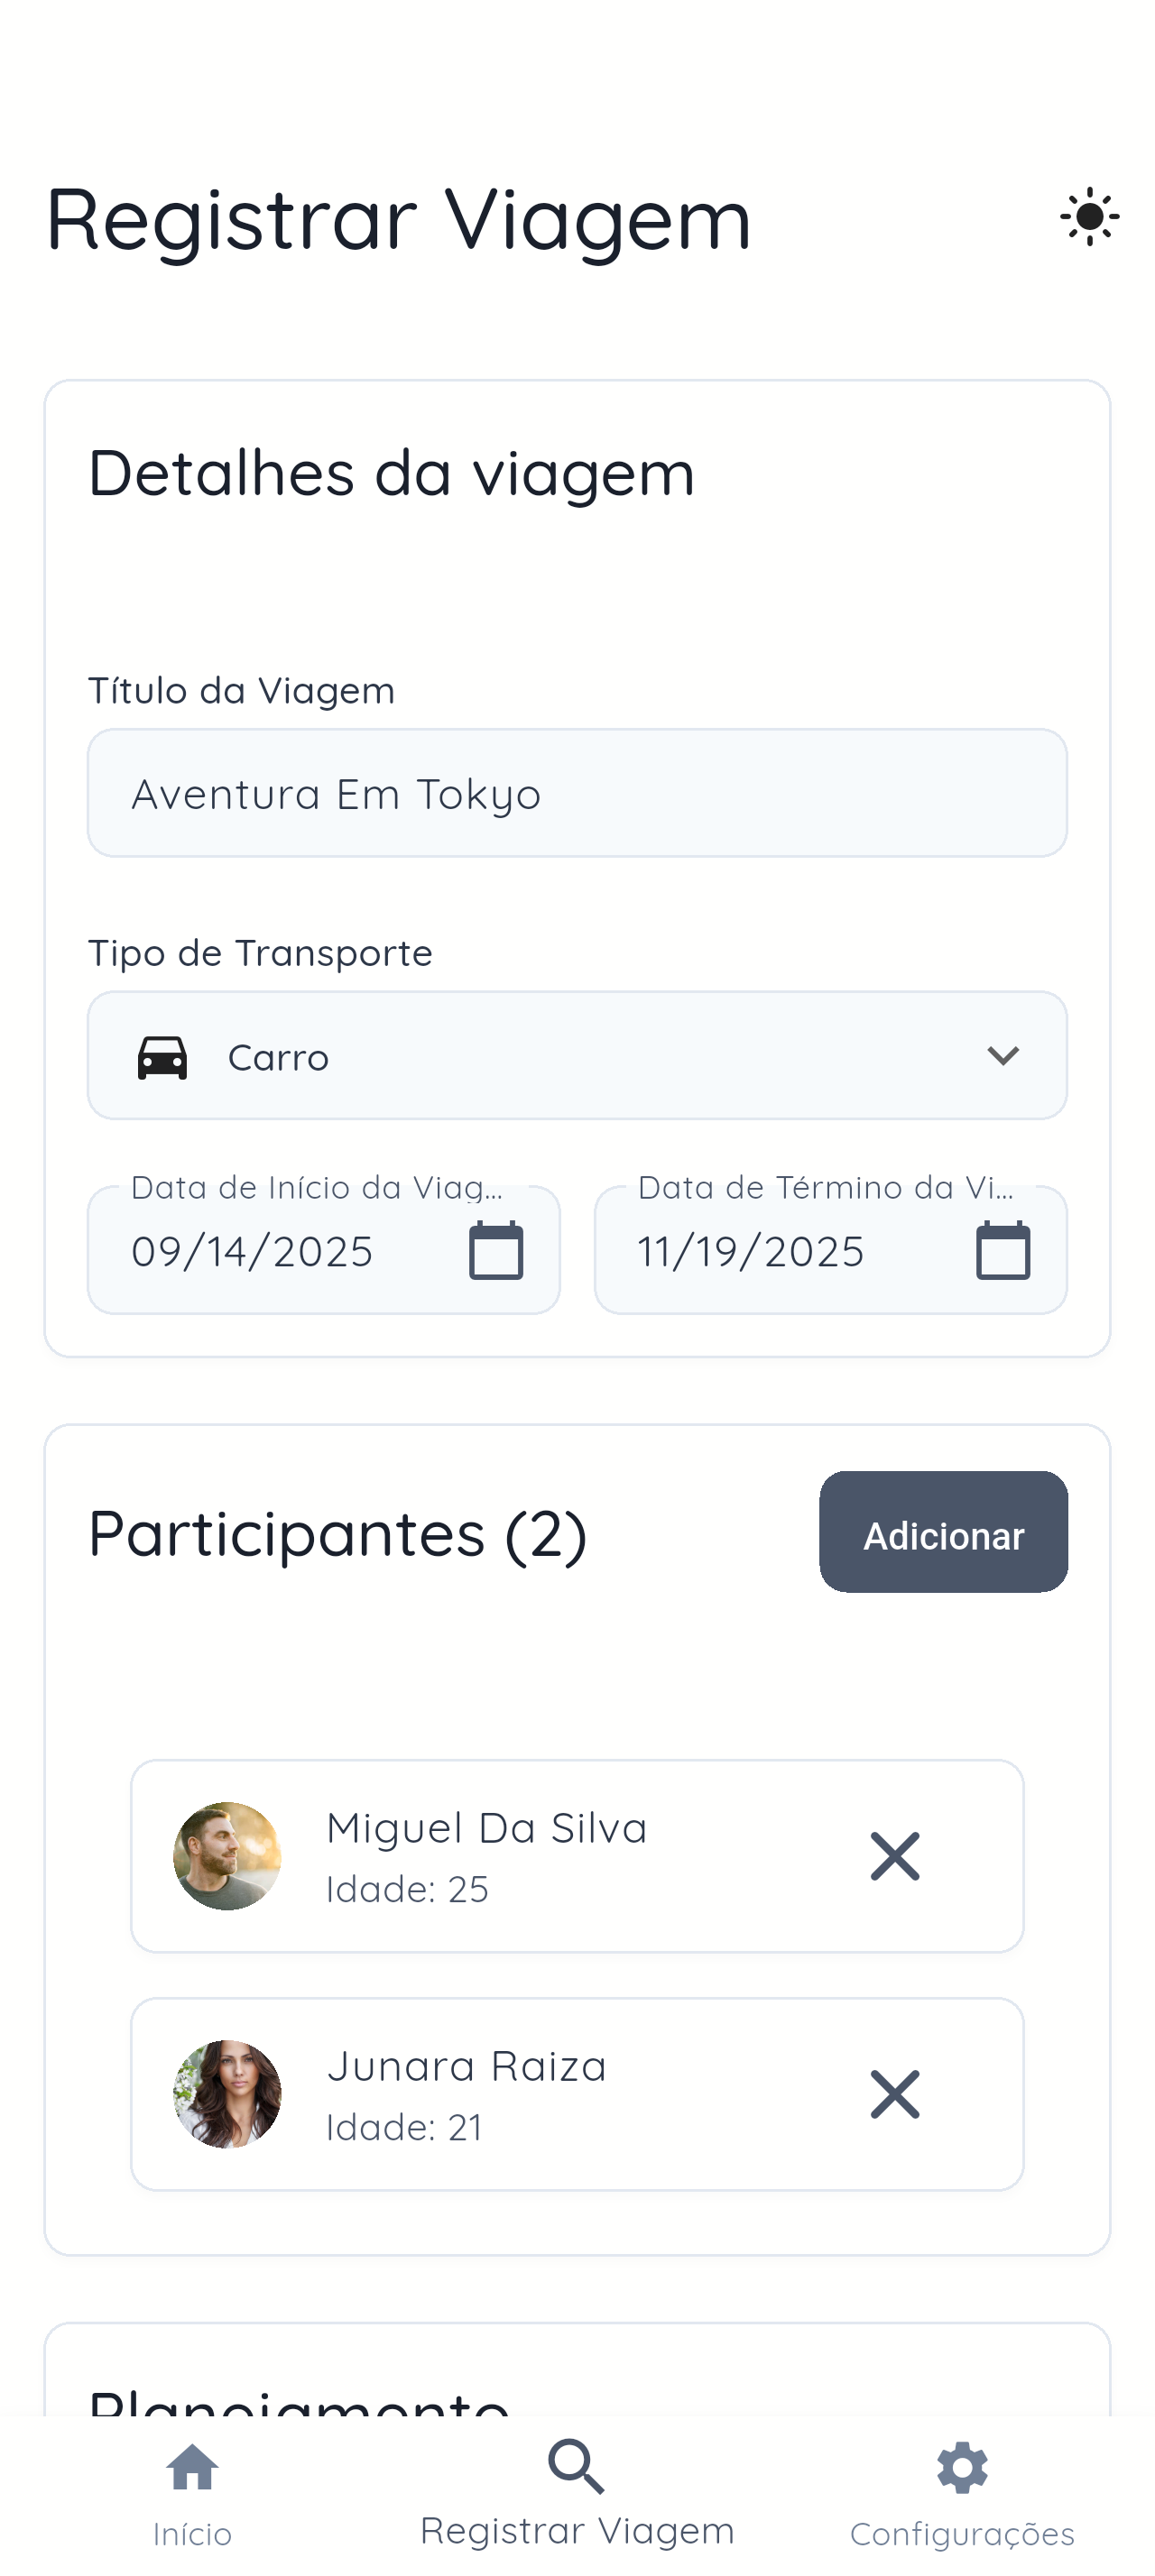 Registrar Viagem
Detalhes da viagem
Título da Viagem
Aventura Em Tokyo
Tipo de Transporte
Carro
Data de Início da Viag...
Data de Término da Vi...
09/14/2025
11/19/2025
Participantes (2)
Adicionar
Miguel Da Silva
Idade: 25
Junara Raiza
Idade: 21
Planejamento
Início
Registrar Viagem
Configurações